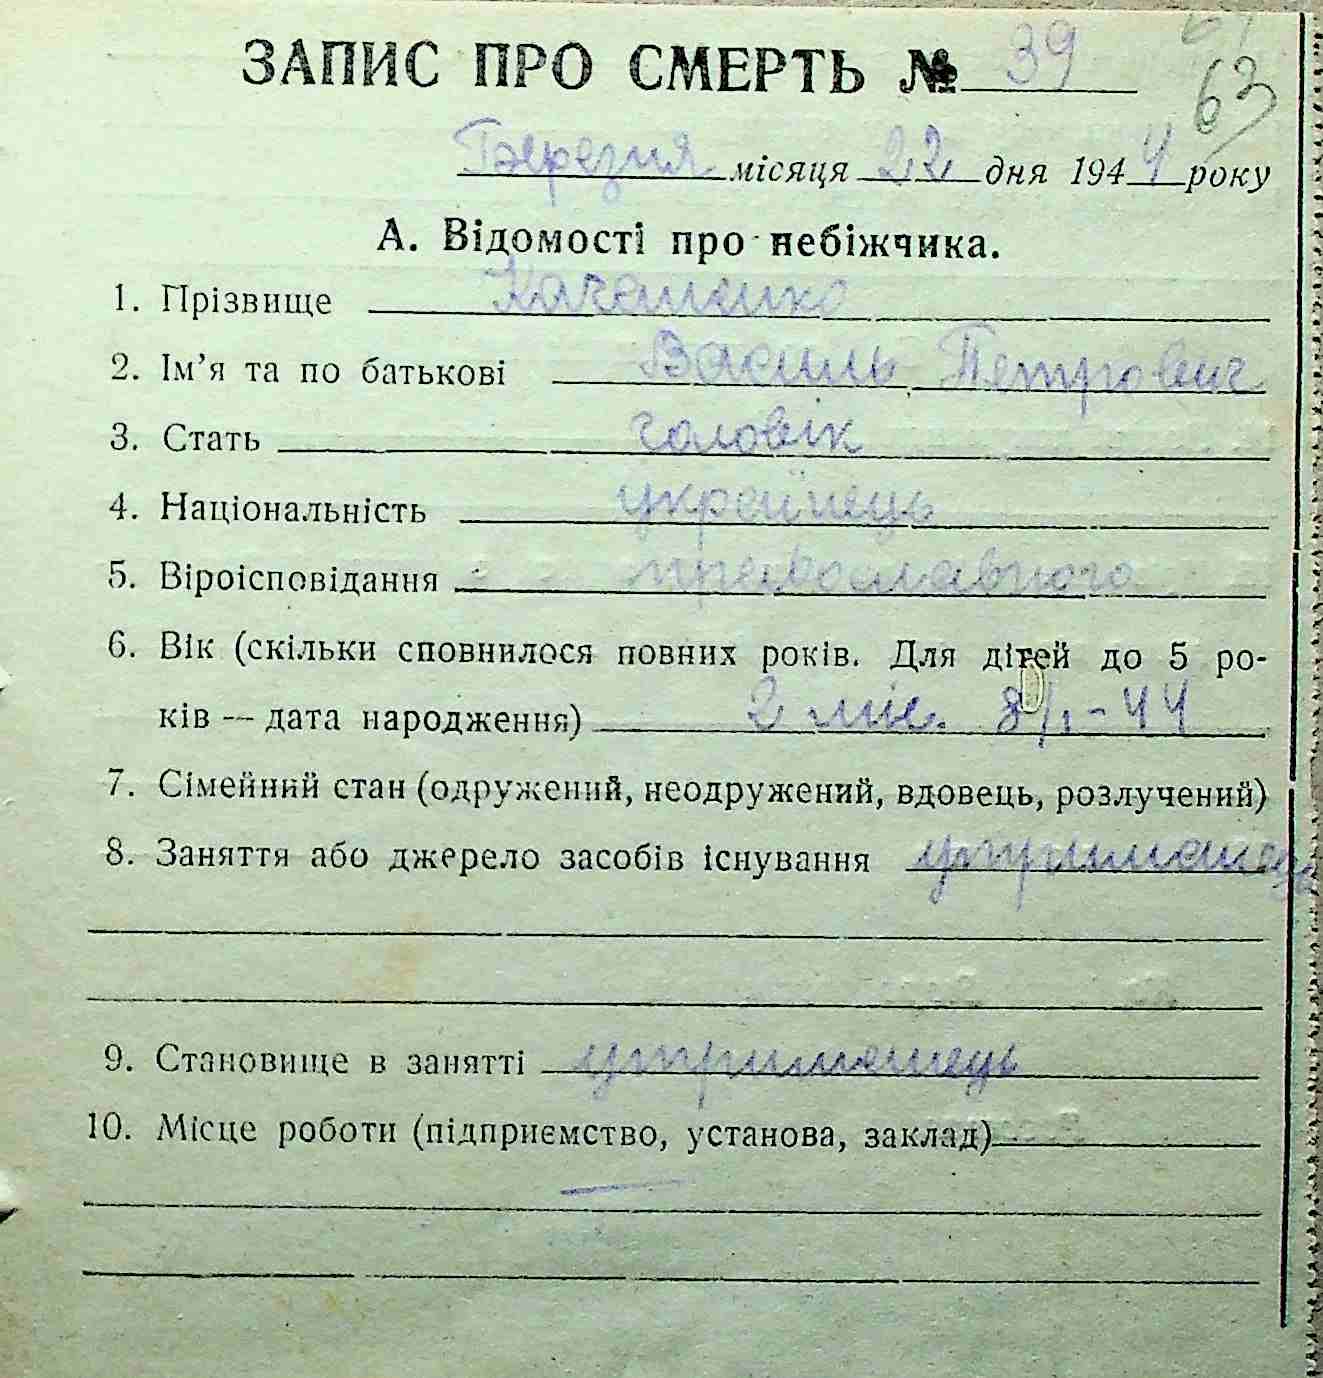 63
ЗАПИС ПРО СМЕРТЬ № 39
Березня місяця 22 дня 1944 року
А. Відомості про небіжчика.
1. Прізвище
2. Ім’я та по батькові Василь Петрович
3. Стать чоловік
4. Національність українець
5. Віроісповідання православного
6. Вік (скільки сповнилося повних років. Для дітей до 5 ро-
ків — дата народження) 2 міс. 8/I-44
7. Сімейний стан (одружений, неодружений, вдовець, розлучений)
8. Заняття або джерело засобів існування утриманец
9. Становище в занятті утриманець
10. Місце роботи (підприємство, установа, заклад)